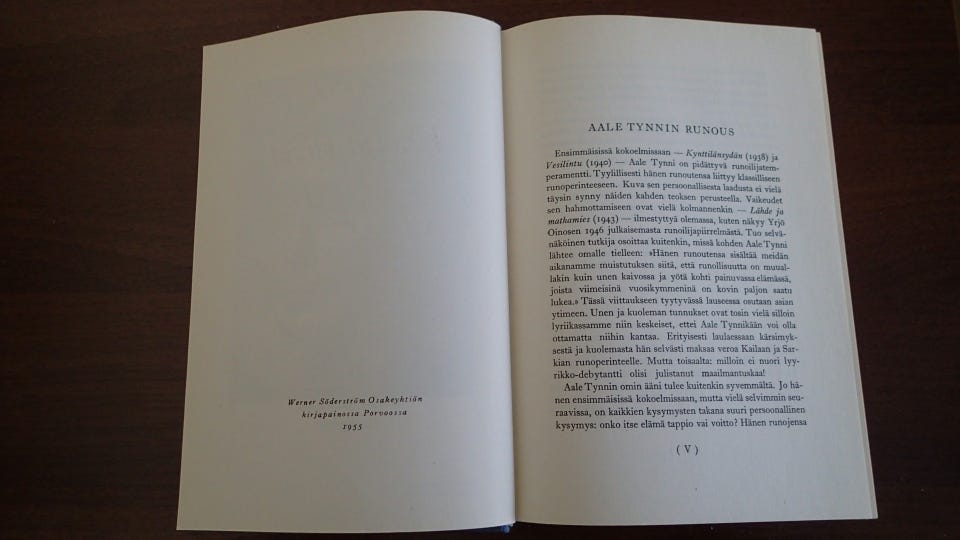 Werner Söderström Osakeyhtiön
kirjapainossa Porvoossa
1955
AALE TYNNIN RUNOUS
Ensimmäisissä kokoelmissaan — Kynttilänsydän (1938) ja
Vesilintu (1940) — Aale Tynni on pidättyvä runoilijatem-
peramentti. Tyylillisesti hänen runoutensa liittyy klassilliseen
runoperinteeseen. Kuva sen persoonallisesta laadusta ei vielä
täysin synny näiden kahden teoksen perusteella. Vaikeudet
sen hahmottamiseen ovat vielä kolmannenkin — Lähde ja
matkamies (1943) — ilmestyttyä olemassa, kuten näkyy Yrjö
Oinosen 1946 julkaisemasta runoilijapiirrelmästä. Tuo selvä-
näköinen tutkija osoittaa kuitenkin, missä kohden Aale Tynni
lähtee omalle tielleen: »Hänen runoutensa sisältää meidän
aikanamme muistutuksen siitä, että runollisuutta on muual-
lakin kuin unen kaivossa ja yötä kohti painuvassa elämässä,
joista viimeisinä vuosikymmeninä on kovin paljon saatu
lukea.» Tässä viittaukseen tyytyvässä lauseessa osutaan asian
ytimeen. Unen ja kuoleman tunnukset ovat tosin vielä silloin
lyriikassamme niin keskeiset, ettei Aale Tynnikään voi olla
ottamatta niihin kantaa. Erityisesti laulaessaan kärsimyk-
sestä ja kuolemasta hän selvästi maksaa veroa Kailaan ja Sar-
kian runoperinteelle. Mutta toisaalta: milloin ei nuori lyy-
rikko-debytantti olisi julistanut maailmantuskaa!
Aale Tynnin omin ääni tulee kuitenkin syvemmältä. Jo hä-
nen ensimmäisissä kokoelmissaan, mutta vielä selvimmin seu-
raavissa, on kaikkien kysymysten takana suuri persoonallinen
kysymys: onko itse elämä tappio vai voitto? Hänen runojensa
(V)